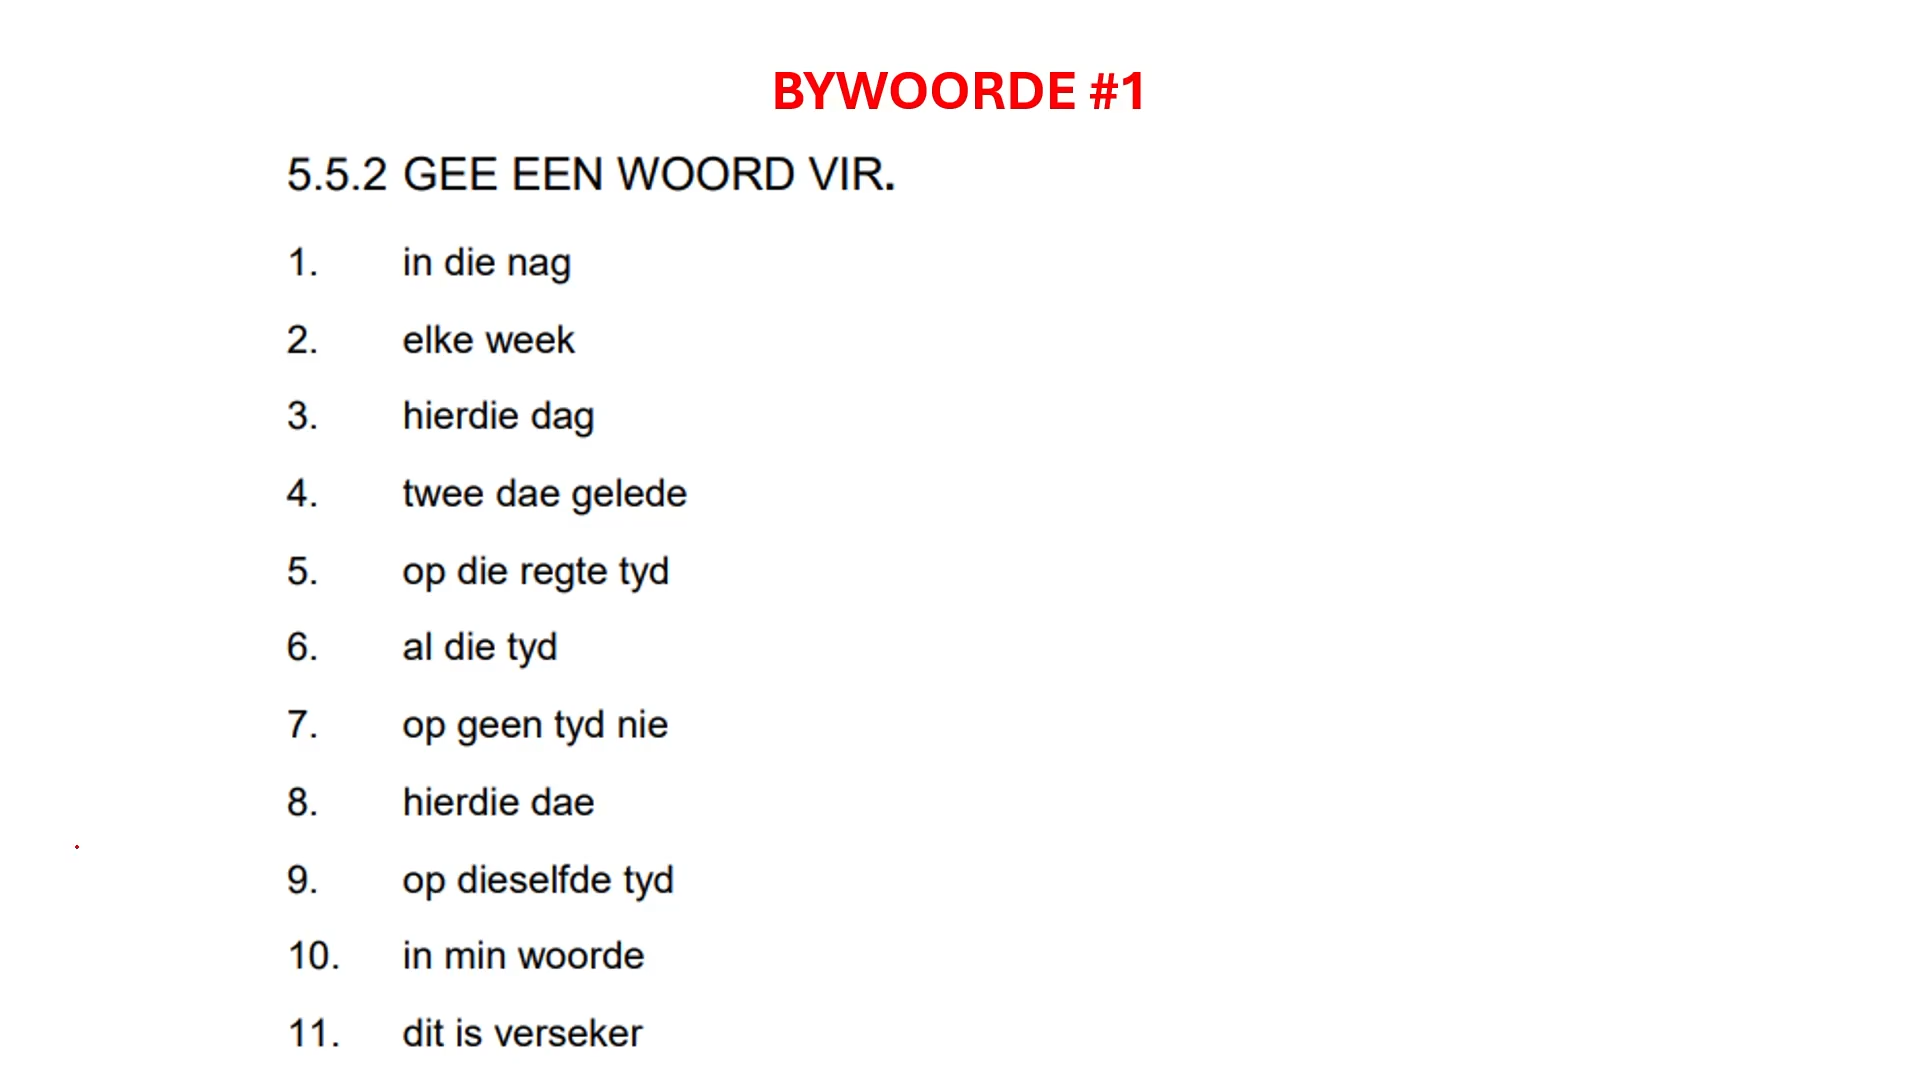 BYWOORDE #1
5.5.2 GEE EEN WOORD VIR.
1. in die nag
2. elke week
3. hierdie dag
4. twee dae gelede
5. op die regte tyd
6. al die tyd
7. op geen tyd nie
8. hierdie dae
9. op dieselfde tyd
10. in min woorde
11. dit is verseker